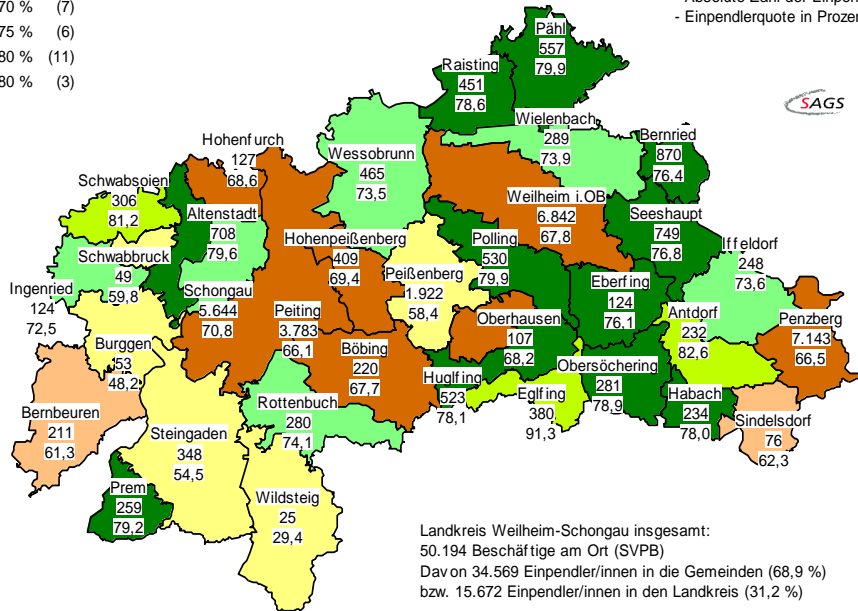 70 % (7)
75 % (6)
80 % (11)
80 % (3)
- Einpendlerquote in Proze
SAGS
Pähl
557
79,9
Raisting
451
78,6
Wielenbach
289
73,9
Bernried
870
76,4
Hohenfurch
127
68,6
Wessobrunn
465
73,5
Schwabsoien
306
81,2
Altenstadt
708
79,6
Weilheim i.OB
6.842
67,8
Seeshaupt
749
76,8
Hohenpeißenberg
409
69,4
Polling
530
79,9
Iffeldorf
248
73,6
Schwabbruck
49
59,8
Peißenberg
1.922
58,4
Eberfing
124
76,1
Ingenried
124
72,5
Schongau
5.644
70,8
Peiting
3.783
66,1
Oberhausen
107
68,2
Antdorf
232
82,6
Penzberg
7.143
66,5
Burggen
53
48,2
Böbing
220
67,7
Huglfing
523
78,1
Obersöchering
281
78,9
Eglfing
380
91,3
Habach
234
78,0
Bernbeuren
211
61,3
Rottenbuch
280
74,1
Sindelsdorf
76
62,3
Steingaden
348
54,5
Prem
259
79,2
Wildsteig
25
29,4
Landkreis Weilheim-Schongau insgesamt:
50.194 Beschäftige am Ort (SVPB)
Davon 34.569 Einpendler/innen in die Gemeinden (68,9 %)
bzw. 15.672 Einpendler/innen in den Landkreis (31,2 %)